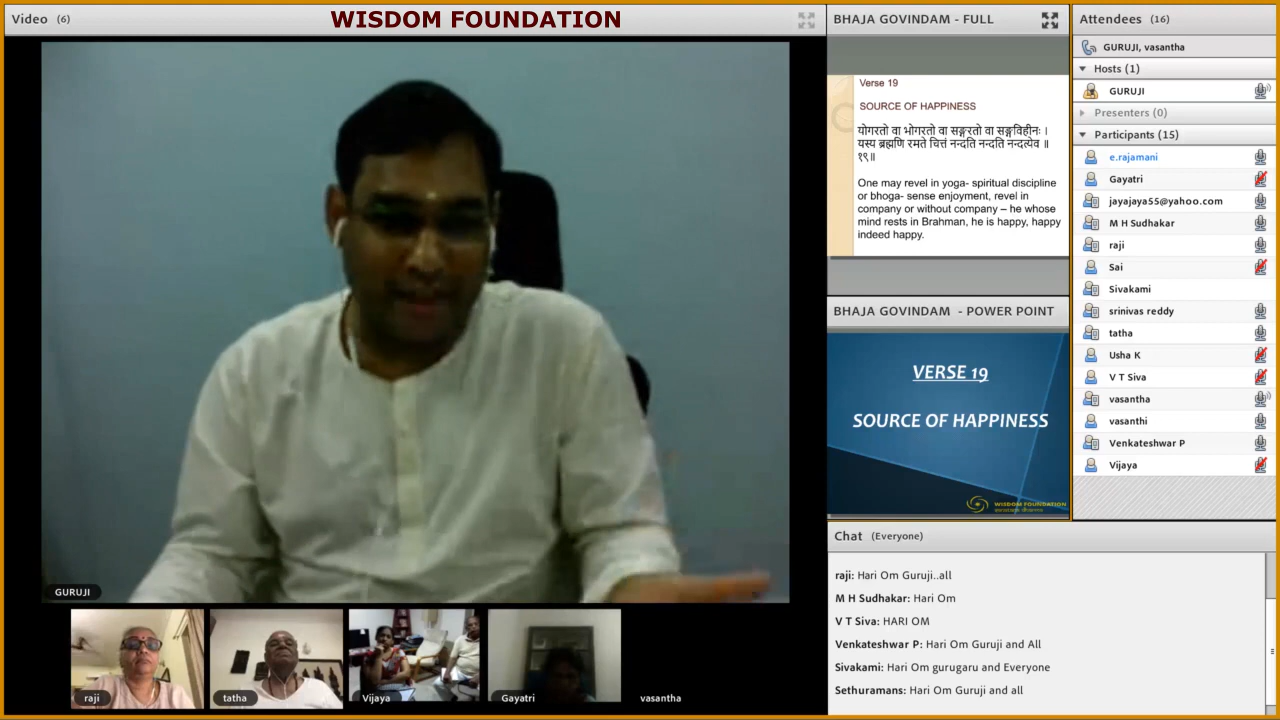 Video (6)
WISDOM FOUNDATION
GURUJI
raji
tatha
Vijaya
Gayatri
vasantha
BHAJA GOVINDAM - FULL
Verse 19
SOURCE OF HAPPINESS
योगरतो वा भोगरतो वा सङ्गरतो वा सङ्गविहीनः ।
यस्य ब्रह्मणि रमते चित्तं नन्दति नन्दति नन्दत्येव ॥
१९॥
One may revel in yoga- spiritual discipline
or bhoga- sense enjoyment, revel in
company or without company – he whose
mind rests in Brahman, he is happy, happy
indeed happy.
BHAJA GOVINDAM - POWER POINT
VERSE 19
SOURCE OF HAPPINESS
WISDOM FOUNDATION
Attendees (16)
GURUJI, vasantha
Hosts (1)
GURUJI
Presenters (0)
Participants (15)
e.rajamani
Gayatri
jayajaya55@yahoo.com
M H Sudhakar
raji
Sai
Sivakami
srinivas reddy
tatha
Usha K
V T Siva
vasantha
vasanthi
Venkateshwar P
Vijaya
Chat (Everyone)
raji: Hari Om Guruji..all
M H Sudhakar: Hari Om
V T Siva: HARI OM
Venkateshwar P: Hari Om Guruji and All
Sivakami: Hari Om gurugaru and Everyone
Sethuramans: Hari Om Guruji and all